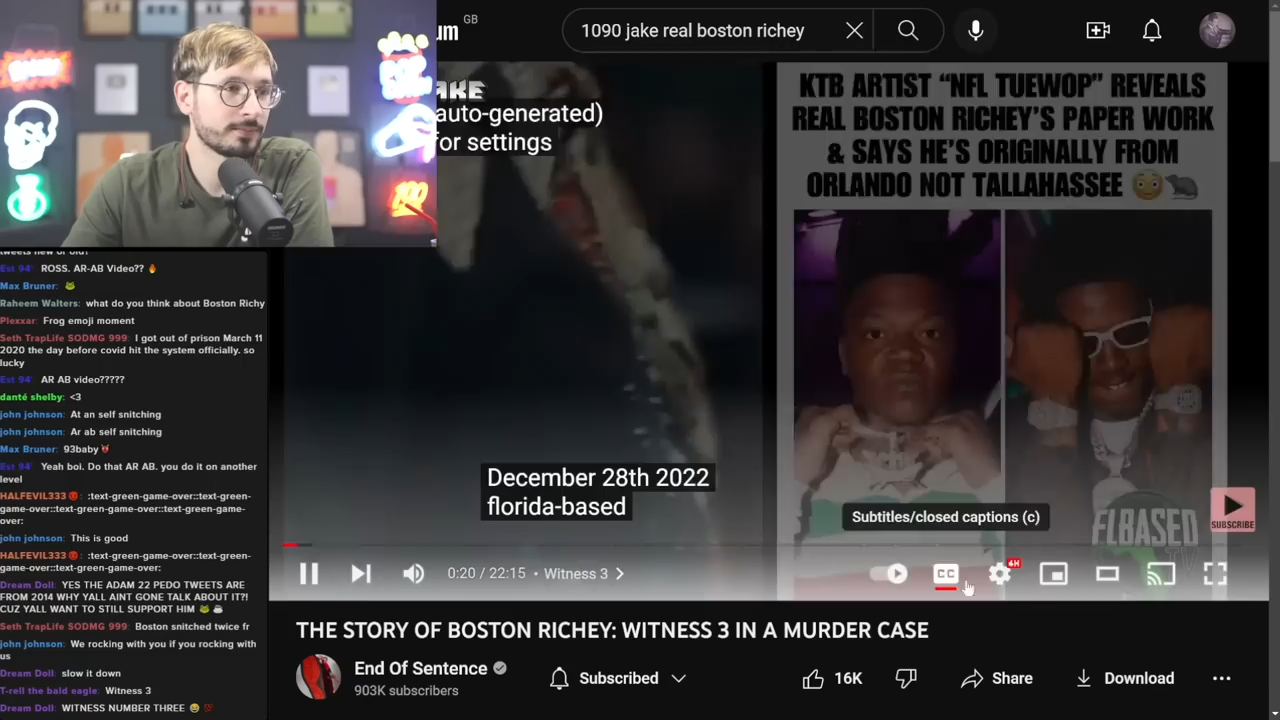 um GB
1090 jake real boston richey
AKE
auto-generated)
for settings
KTB ARTIST “NFL TUEWOP” REVEALS
REAL BOSTON RICHEY’S PAPER WORK
& SAYS HE’S ORIGINALLY FROM
ORLANDO NOT TALLAHASSEE 😳🐀
100
tweets new or old?
Est 94' ROSS. AR-AB Video?? 🔥
Max Bruner: 🐸
Raheem Walters: what do you think about Boston Richy
Plexxar: Frog emoji moment
Seth TrapLife SODMG 999: I got out of prison March 11
2020 the day before covid hit the system officially. so
lucky
Est 94' AR AB video?????
danté shelby: <3
john johnson: At an self snitching
john johnson: Ar ab self snitching
Max Bruner: 93baby👹
Est 94' Yeah boi. Do that AR AB. you do it on another
level
HALFEVIL333😡: :text-green-game-over::text-green-
game-over::text-green-game-over::text-green-game-
over:
john johnson: This is good
HALFEVIL333😡: :text-green-game-over::text-green-
game-over::text-green-game-over:
Dream Doll: YES THE ADAM 22 PEDO TWEETS ARE
FROM 2014 WHY YALL AINT GONE TALK ABOUT IT?!
CUZ YALL WANT TO STILL SUPPORT HIM 🐸☕
Seth TrapLife SODMG 999: Boston snitched twice fr
john johnson: We rocking with you if you rocking with
us
Dream Doll: slow it down
T-rell the bald eagle: Witness 3
Dream Doll: WITNESS NUMBER THREE 😂 💯
December 28th 2022
florida-based
Subtitles/closed captions (c)
FLBASED
TV
SUBSCRIBE
0:20 / 22:15 • Witness 3
CC
4K
THE STORY OF BOSTON RICHEY: WITNESS 3 IN A MURDER CASE
End Of Sentence
903K subscribers
Subscribed
16K
Share
Download